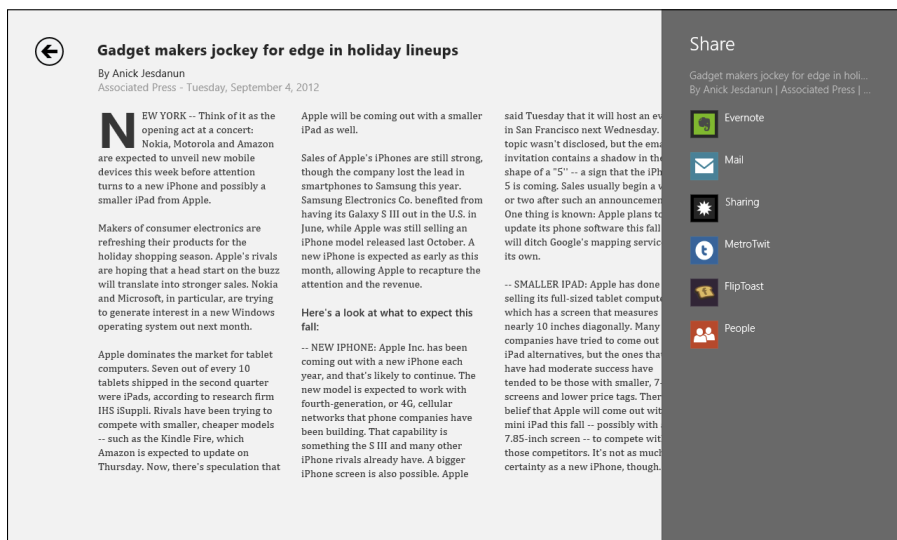 Gadget makers jockey for edge in holiday lineups
By Anick Jesdanun
Associated Press - Tuesday, September 4, 2012
NEW YORK -- Think of it as the
opening act at a concert:
Nokia, Motorola and Amazon
are expected to unveil new mobile
devices this week before attention
turns to a new iPhone and possibly a
smaller iPad from Apple.
Makers of consumer electronics are
refreshing their products for the
holiday shopping season. Apple's rivals
are hoping that a head start on the buzz
will translate into stronger sales. Nokia
and Microsoft, in particular, are trying
to generate interest in a new Windows
operating system out next month.
Apple dominates the market for tablet
computers. Seven out of every 10
tablets shipped in the second quarter
were iPads, according to research firm
IHS iSuppli. Rivals have been trying to
compete with smaller, cheaper models
-- such as the Kindle Fire, which
Amazon is expected to update on
Thursday. Now, there's speculation that
Apple will be coming out with a smaller
iPad as well.
Sales of Apple's iPhones are still strong,
though the company lost the lead in
smartphones to Samsung this year.
Samsung Electronics Co. benefited from
having its Galaxy S III out in the U.S. in
June, while Apple was still selling an
iPhone model released last October. A
new iPhone is expected as early as this
month, allowing Apple to recapture the
attention and the revenue.
Here's a look at what to expect this
fall:
-- NEW IPHONE: Apple Inc. has been
coming out with a new iPhone each
year, and that's likely to continue. The
new model is expected to work with
fourth-generation, or 4G, cellular
networks that phone companies have
been building. That capability is
something the S III and many other
iPhone rivals already have. A bigger
iPhone screen is also possible. Apple
said Tuesday that it will host an ev
in San Francisco next Wednesday.
topic wasn't disclosed, but the ema
invitation contains a shadow in the
shape of a "5" -- a sign that the iPh
5 is coming. Sales usually begin a w
or two after such an announcemen
One thing is known: Apple plans to
update its phone software this fall
will ditch Google's mapping servic
its own.
-- SMALLER IPAD: Apple has done
selling its full-sized tablet compute
which has a screen that measures
nearly 10 inches diagonally. Many
companies have tried to come out
iPad alternatives, but the ones tha
have had moderate success have
tended to be those with smaller, 7-
screens and lower price tags. Ther
belief that Apple will come out wit
mini iPad this fall -- possibly with
7.85-inch screen -- to compete wit
those competitors. It's not as much
certainty as a new iPhone, though.
Share
Gadget makers jockey for edge in holi...
By Anick Jesdanun | Associated Press | ...
Evernote
Mail
Sharing
MetroTwit
FlipToast
People